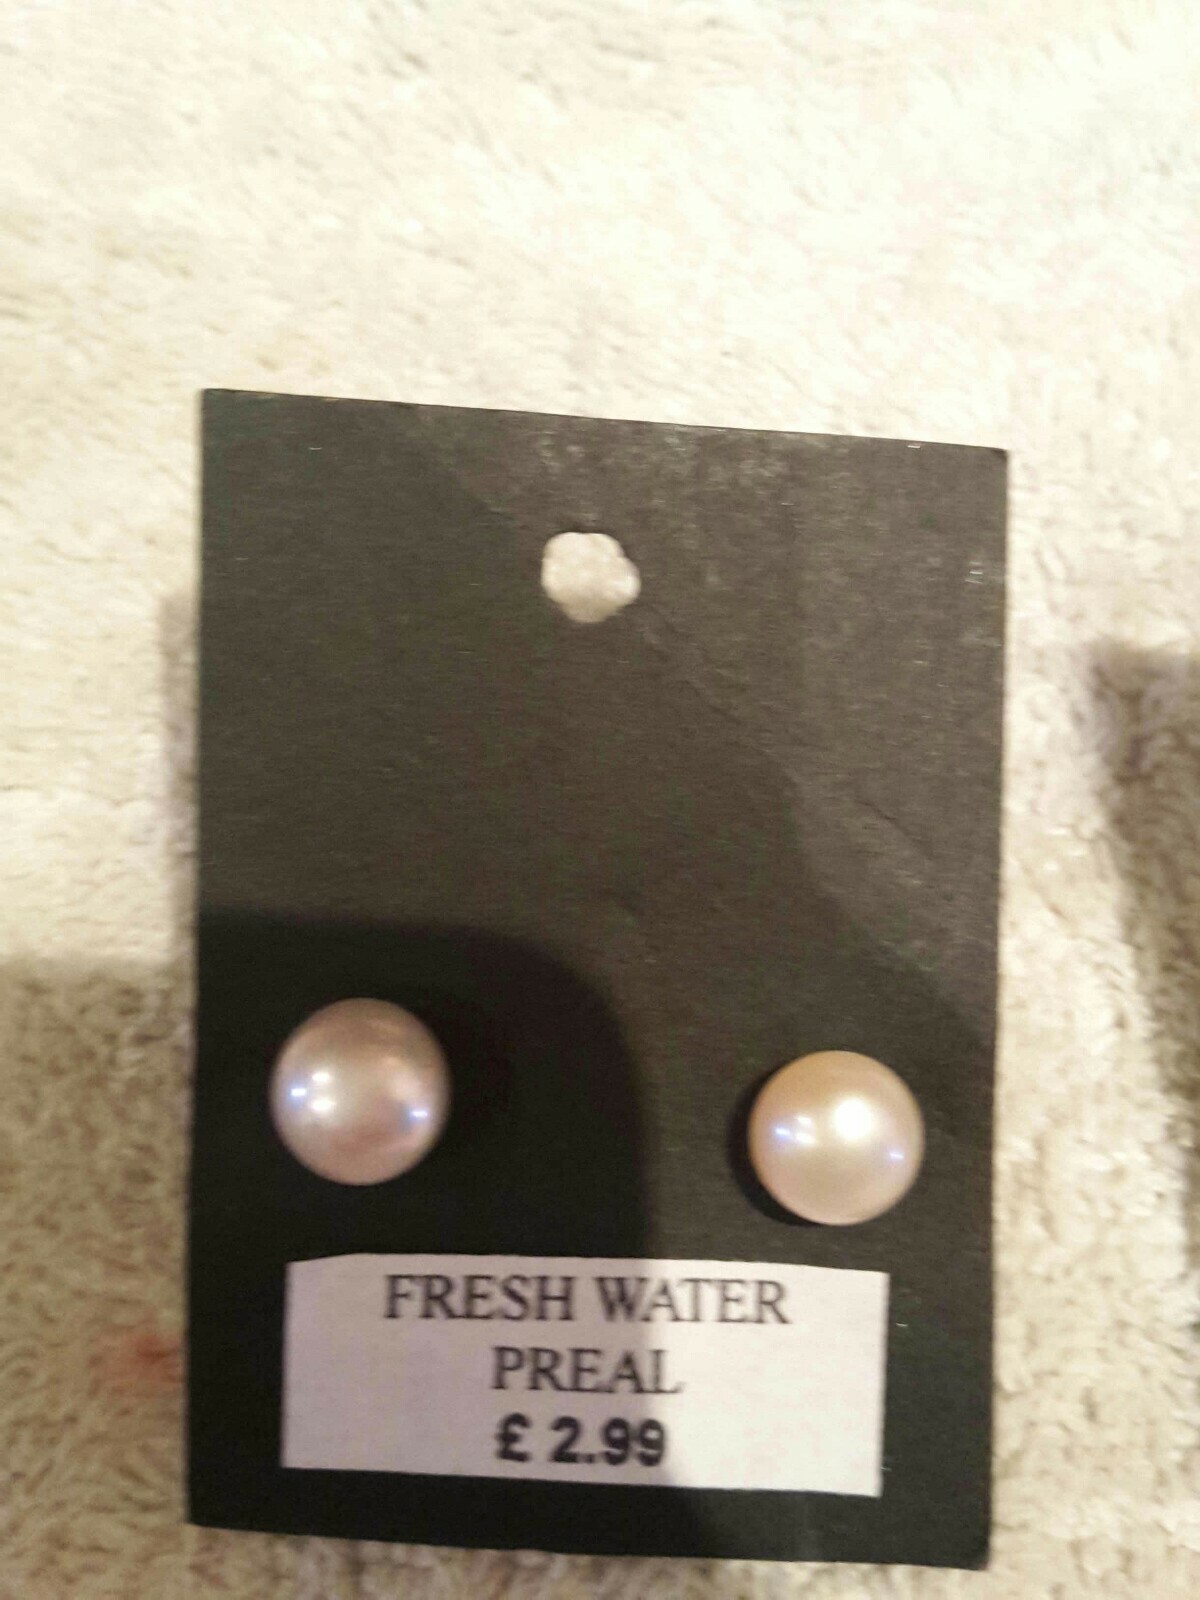 FRESH WATER
PREAL
£ 2.99